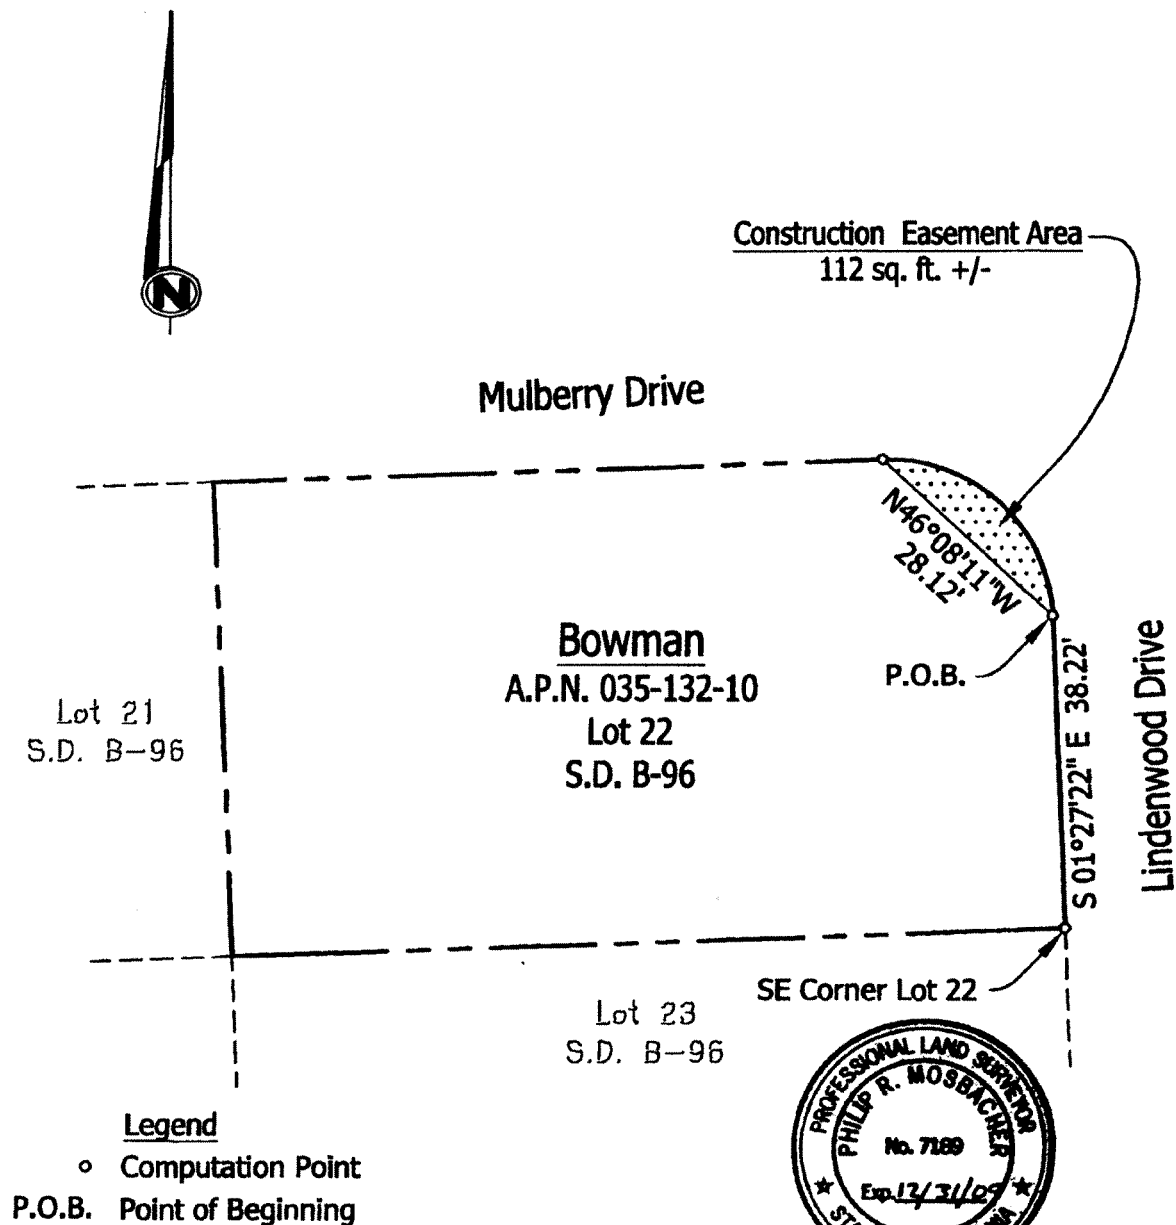 N
Construction Easement Area
112 sq. ft. +/-
Mulberry Drive
N46°08'11"W
28.12'
Bowman
A.P.N. 035-132-10
Lot 22
S.D. B-96
P.O.B.
S 01°27'22" E 38.22'
Lindenwood Drive
Lot 21
S.D. B-96
SE Corner Lot 22
Lot 23
S.D. B-96
PROFESSIONAL LAND SURVEYOR
PHILIP R. MOSBACHER
No. 7189
Exp. 12/31/09
Legend
Computation Point
P.O.B. Point of Beginning